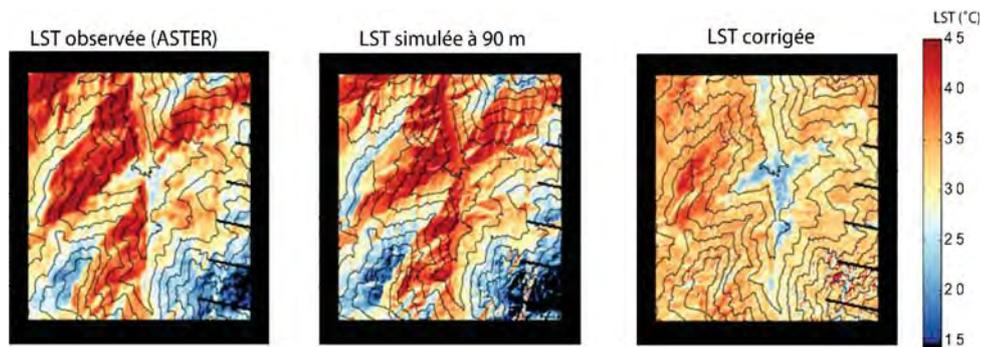 LST observée (ASTER)
LST simulée à 90 m
LST corrigée
LST (°C)
45
40
35
30
25
20
15